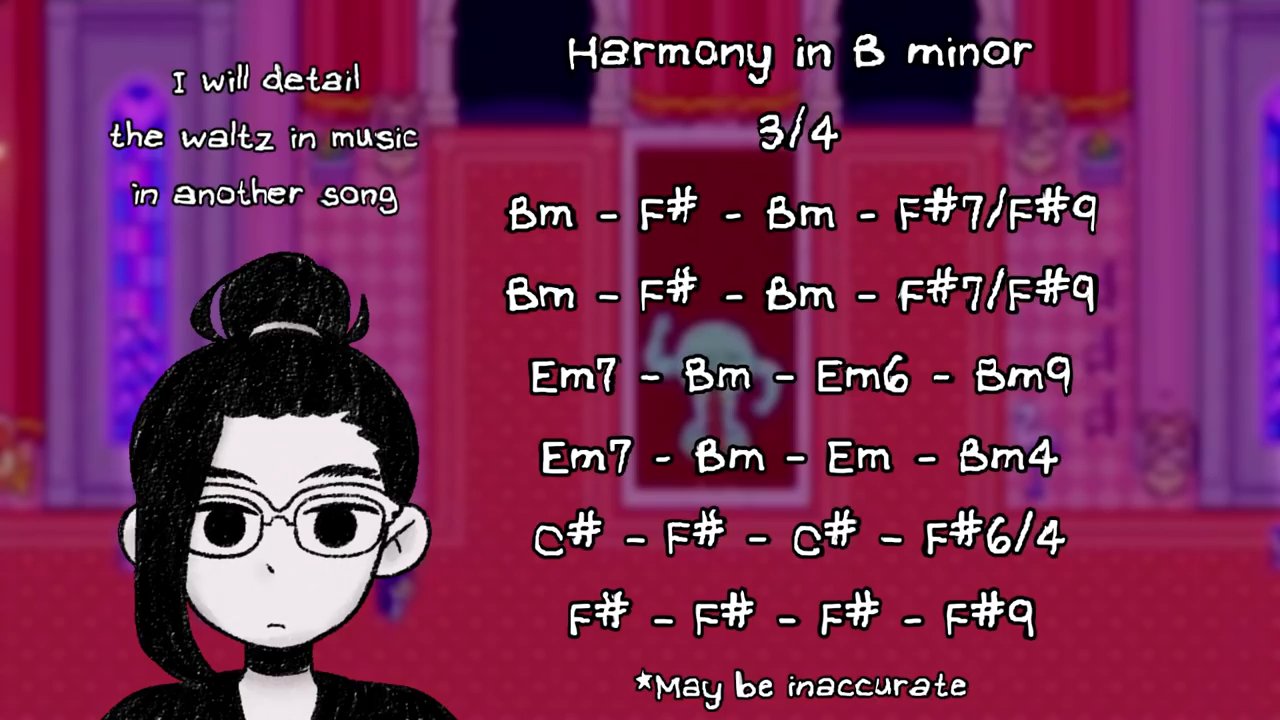 I will detail
the waltz in music
in another song
Harmony in B minor
3/4
Bm - F# - Bm - F#7/F#9
Bm - F# - Bm - F#7/F#9
Em7 - Bm - Em6 - Bm9
Em7 - Bm - Em - Bm4
C# - F# - C# - F#6/4
F# - F# - F# - F#9
*May be inaccurate